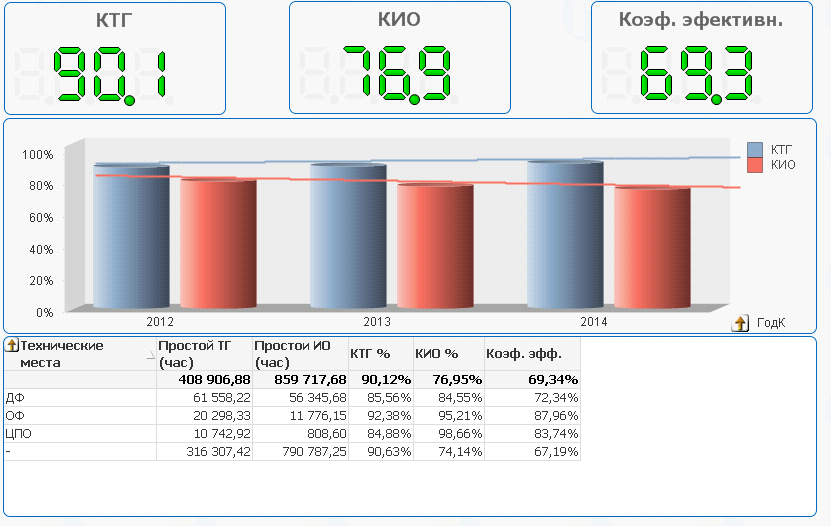 КТГ КИО Коэф. эфективн.
90.1 76.9 69.3
100%
КТГ
80%
КИО
60%
40%
20%
0%
2012 2013 2014 ГодК
Технические места Простой ТГ (час) Простои ИО (час) КТГ % КИО % Коэф. эфф.
408 906,88 859 717,68 90,12% 76,95% 69,34%
ДФ 61 558,22 56 345,68 85,56% 84,55% 72,34%
ОФ 20 298,33 11 776,15 92,38% 95,21% 87,96%
ЦПО 10 742,92 808,60 84,88% 98,66% 83,74%
- 316 307,42 790 787,25 90,63% 74,14% 67,19%